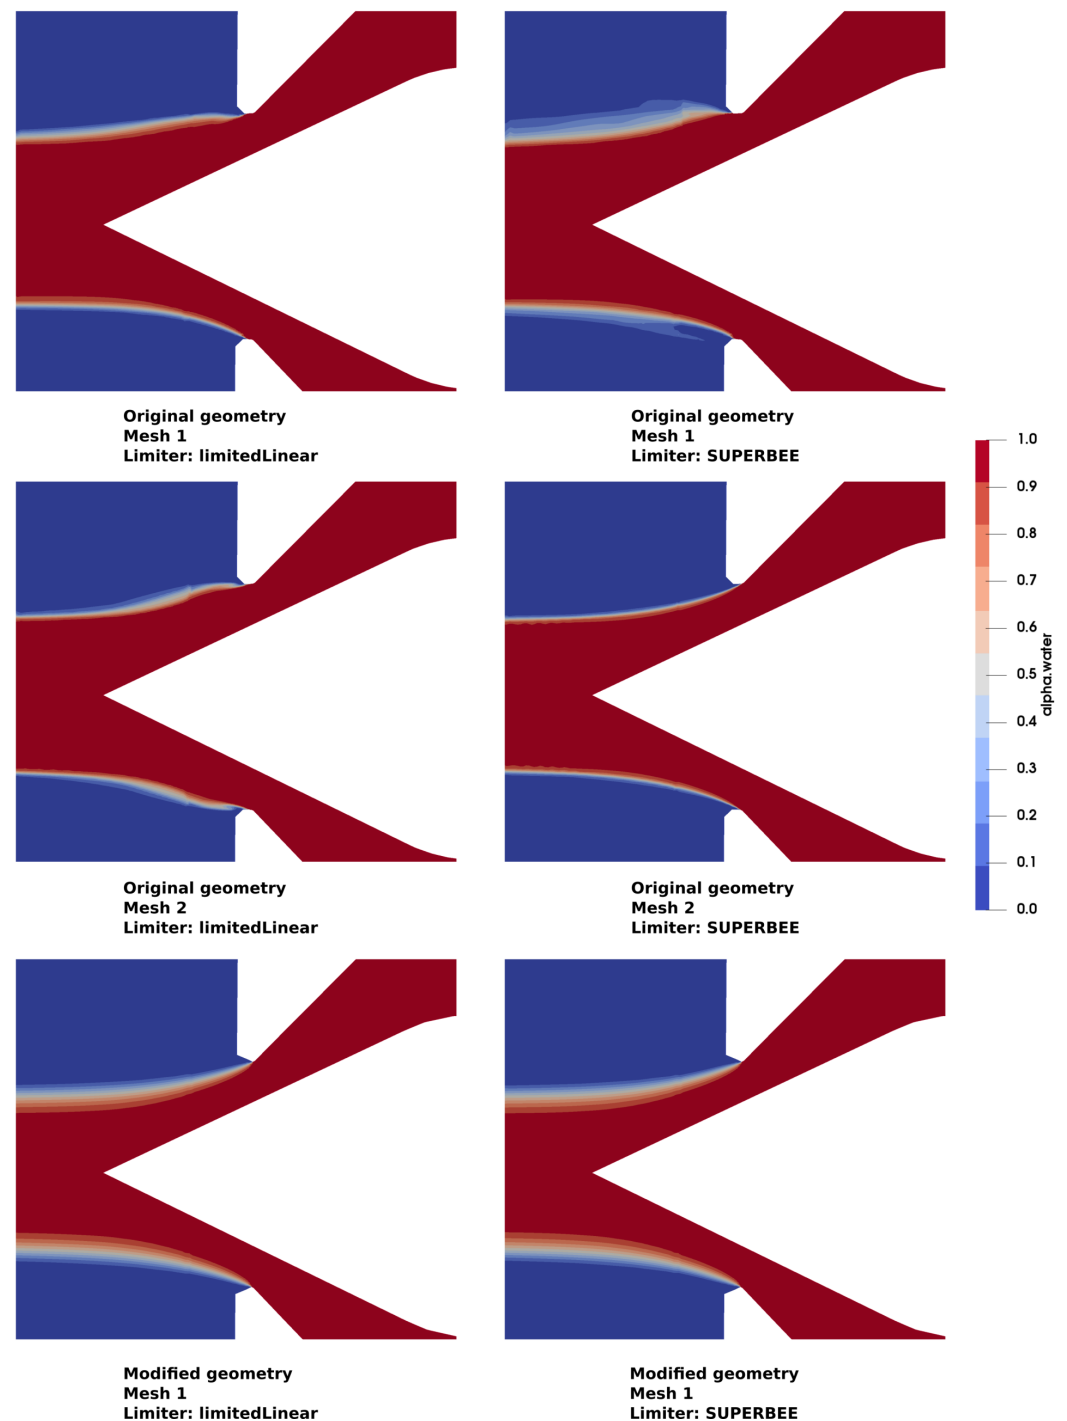 Original geometry
Mesh 1
Limiter: limitedLinear
Original geometry
Mesh 1
Limiter: SUPERBEE
1.0
0.9
0.8
0.7
0.6
0.5
0.4
0.3
0.2
0.1
0.0
alpha.water
Original geometry
Mesh 2
Limiter: limitedLinear
Original geometry
Mesh 2
Limiter: SUPERBEE
Modified geometry
Mesh 1
Limiter: limitedLinear
Modified geometry
Mesh 1
Limiter: SUPERBEE